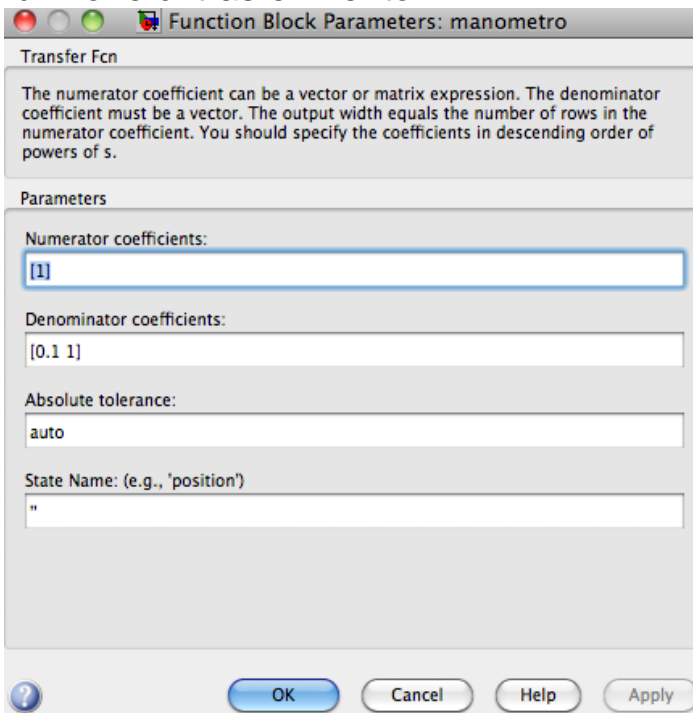 Function Block Parameters: manometro
Transfer Fcn
The numerator coefficient can be a vector or matrix expression. The denominator
coefficient must be a vector. The output width equals the number of rows in the
numerator coefficient. You should specify the coefficients in descending order of
powers of s.
Parameters
Numerator coefficients:
[1]
Denominator coefficients:
[0.1 1]
Absolute tolerance:
auto
State Name: (e.g., 'position')
''
?
OK Cancel Help Apply